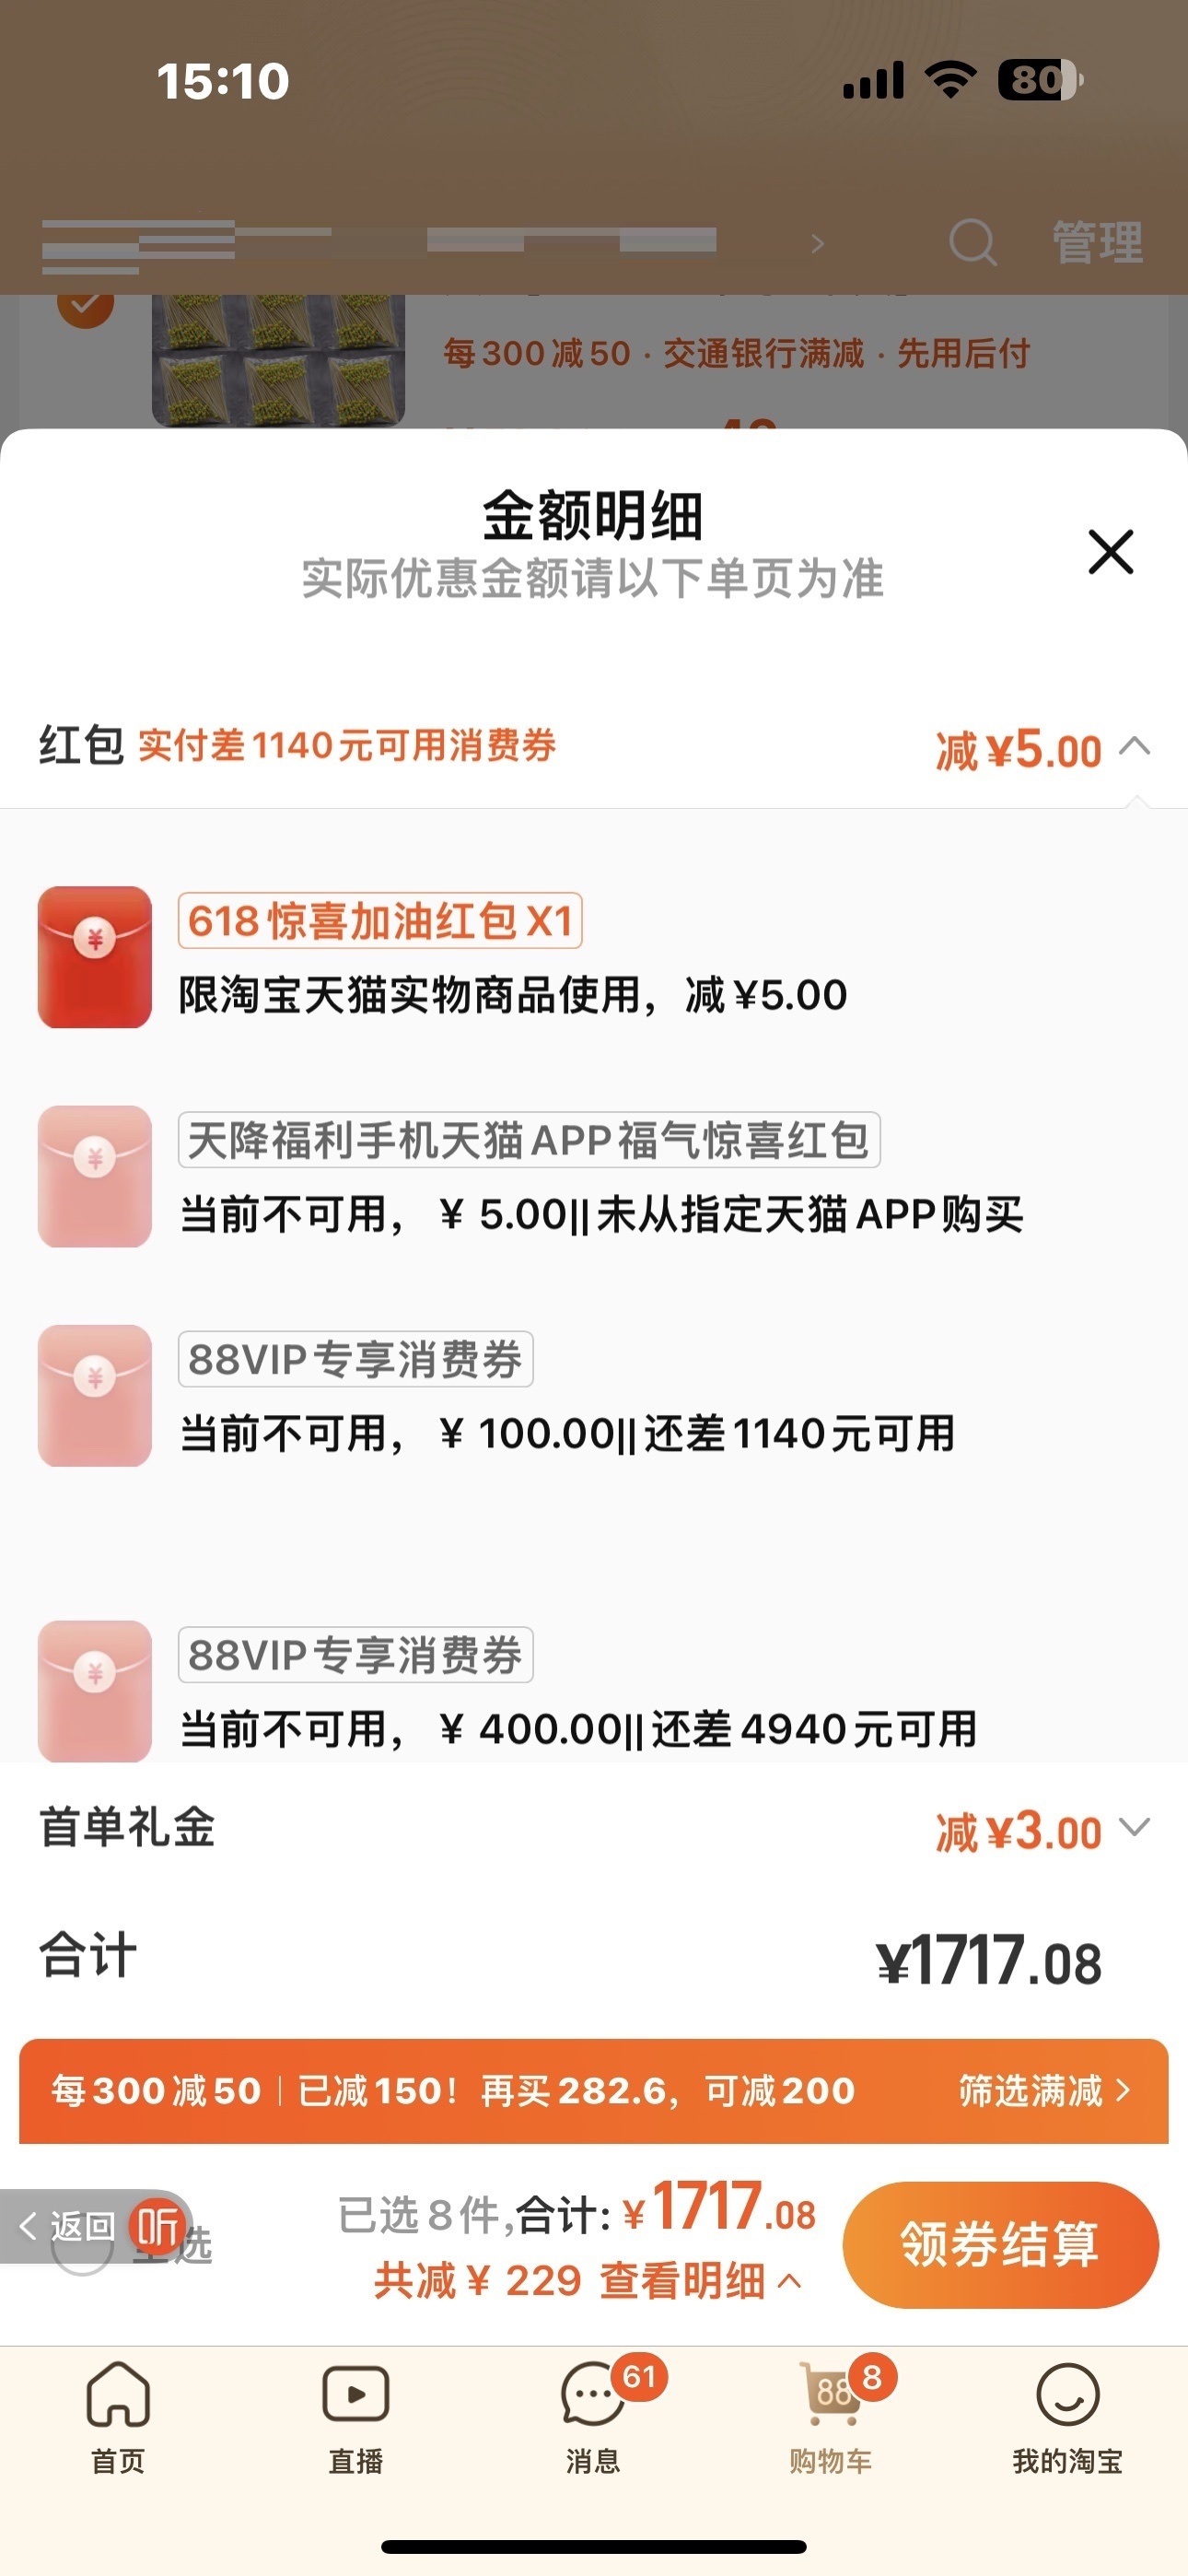 15:10
80
管理
每300减50 · 交通银行满减 · 先用后付
金额明细
实际优惠金额请以下单页为准
红包 实付差1140元可用消费券 减¥5.00
618惊喜加油红包X1
限淘宝天猫实物商品使用，减¥5.00
天降福利手机天猫APP福气惊喜红包
当前不可用， ¥ 5.00||未从指定天猫APP购买
88VIP专享消费券
当前不可用， ¥ 100.00||还差1140元可用
88VIP专享消费券
当前不可用， ¥ 400.00||还差4940元可用
首单礼金 减¥3.00
合计 ¥1717.08
每300减50 | 已减150！再买282.6，可减200 筛选满减
返回 听 选
已选8件,合计: ¥1717.08
共减¥ 229 查看明细
领券结算
61
88 8
首页 直播 消息 购物车 我的淘宝